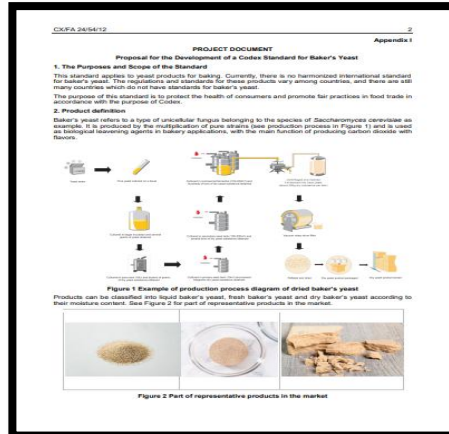 CX/FA 24/54/12 2
Appendix I
PROJECT DOCUMENT
Proposal for the Development of a Codex Standard for Baker's Yeast
1. The Purposes and Scope of the Standard
This standard applies to yeast products for baking. Currently, there is no harmonized international standard
for baker's yeast. The regulations and standards for these products vary among countries, and there are still
many countries which do not have standards for baker's yeast.
The purpose of this standard is to protect the health of consumers and promote fair practices in food trade in
accordance with the purpose of Codex.
2. Product definition
Baker's yeast refers to a type of unicellular fungus belonging to the species of Saccharomyces cerevisiae as
example. It is produced by the multiplication of pure strains (see production process in Figure 1) and is used
as biological leavening agents in bakery applications, with the main function of producing carbon dioxide with
flavors.
Figure 1 Example of production process diagram of dried baker's yeast
Products can be classified into liquid baker's yeast, fresh baker's yeast and dry baker's yeast according to
their moisture content. See Figure 2 for part of representative products in the market.
Figure 2 Part of representative products in the market